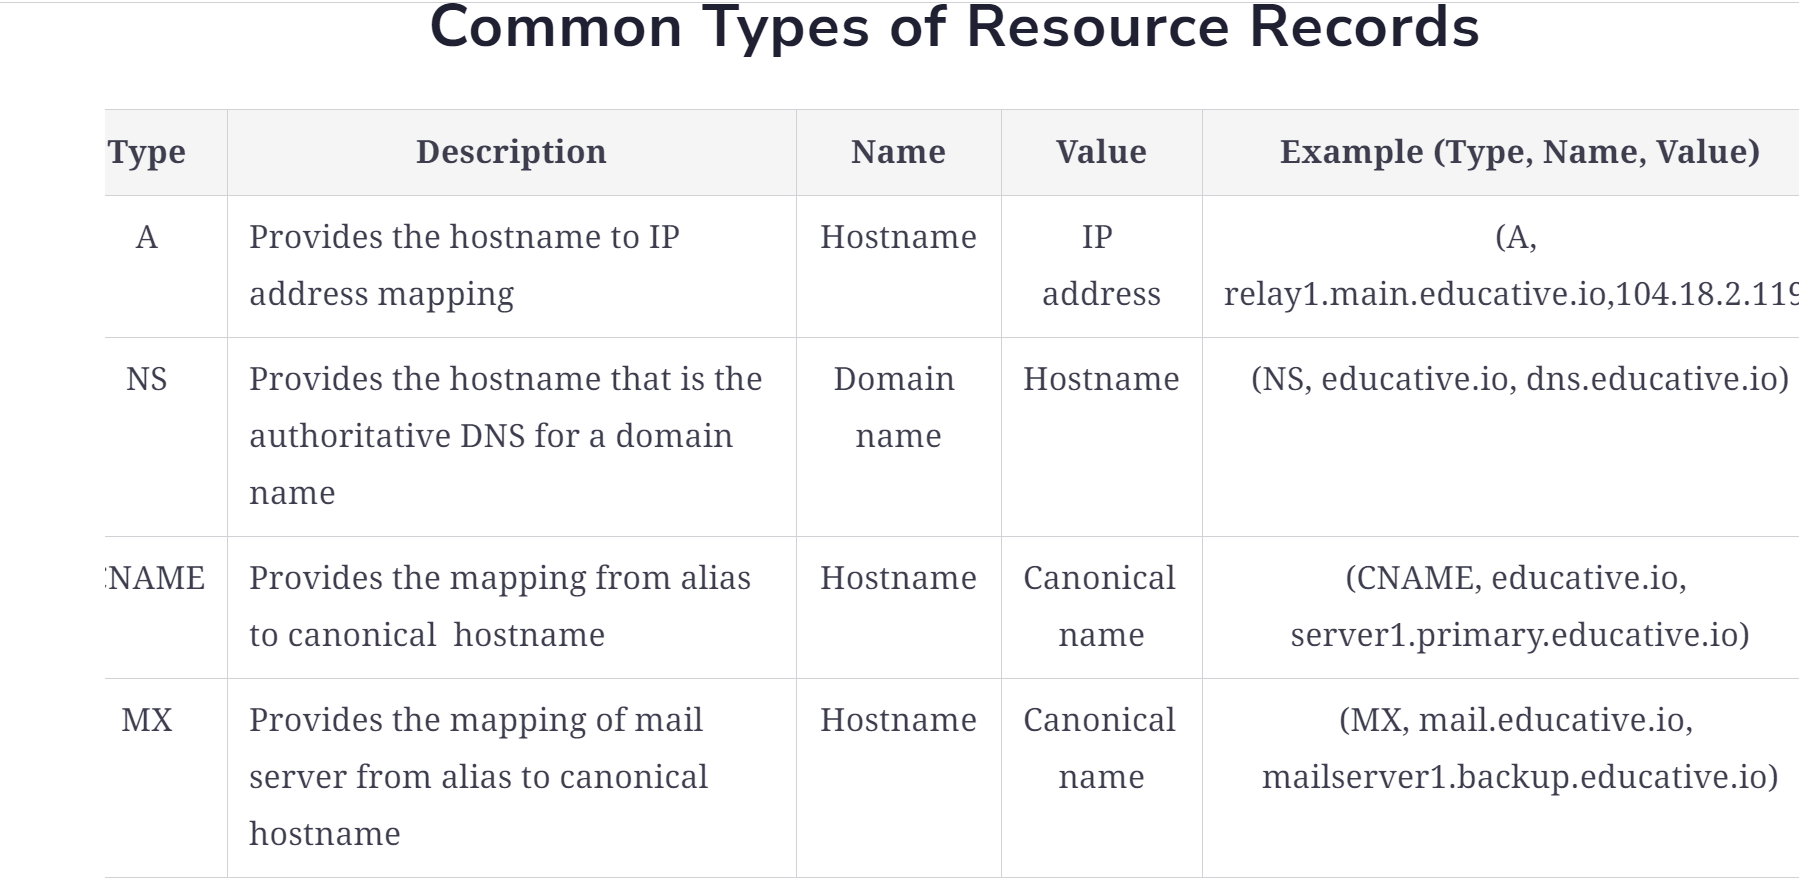 Common Types of Resource Records
Type Description Name Value Example (Type, Name, Value)
A Provides the hostname to IP Hostname IP (A,
address mapping address relay1.main.educative.io,104.18.2.119
NS Provides the hostname that is the Domain Hostname (NS, educative.io, dns.educative.io)
authoritative DNS for a domain name
name
CNAME Provides the mapping from alias Hostname Canonical (CNAME, educative.io,
to canonical hostname name server1.primary.educative.io)
MX Provides the mapping of mail Hostname Canonical (MX, mail.educative.io,
server from alias to canonical name mailserver1.backup.educative.io)
hostname